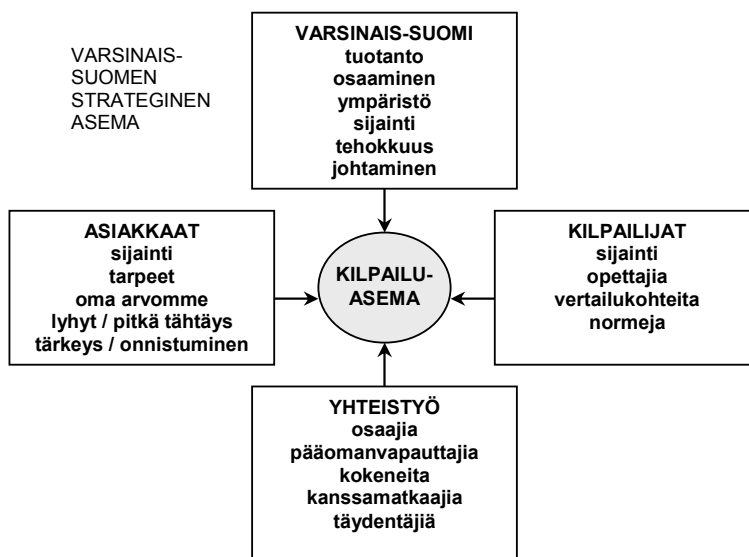 VARSINAIS-
SUOMEN
STRATEGINEN
ASEMA
VARSINAIS-SUOMI
tuotanto
osaaminen
ympäristö
sijainti
tehokkuus
johtaminen
ASIAKKAAT
sijainti
tarpeet
oma arvomme
lyhyt / pitkä tähtäys
tärkeys / onnistuminen
KILPAILU-
ASEMA
KILPAILIJAT
sijainti
opettajia
vertailukohteita
normeja
YHTEISTYÖ
osaajia
pääomanvapauttajia
kokeneita
kanssamatkaajia
täydentäjiä